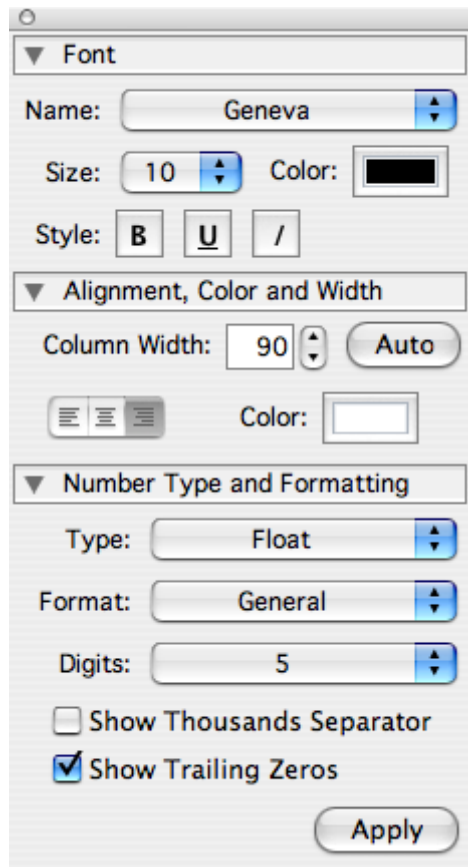 Font
Name: Geneva
Size: 10 Color:
Style: B U I
Alignment, Color and Width
Column Width: 90 Auto
Color:
Number Type and Formatting
Type: Float
Format: General
Digits: 5
Show Thousands Separator
Show Trailing Zeros
Apply